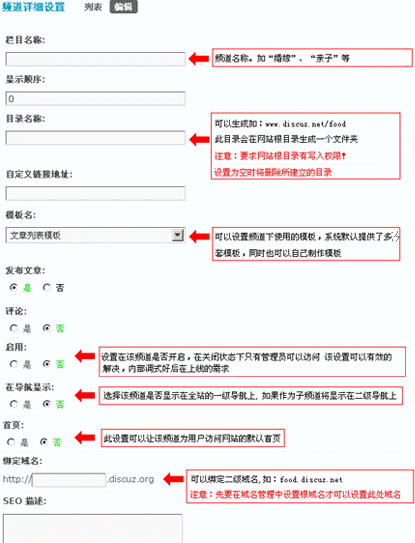 频道详细设置 列表 编辑
栏目名称:
频道名称。如“婚嫁”、“亲子”等
显示顺序:
0
目录名称:
可以生成如：www.discuz.net/food
此目录会在网站根目录生成一个文件夹
注意：要求网站根目录有写入权限！
设置为空时将删除所建立的目录
自定义链接地址:
模板名:
文章列表模板
可以设置频道下使用的模板，系统默认提供了多
套模板，同时也可以自己制作模板
发布文章:
是 否
评论:
是 否
启用:
是 否
设置在该频道是否开启，在关闭状态下只有管理员可以访问 该设置可以有效的
解决，内部调式好后在上线的需求
在导航显示:
是 否
选择该频道是否显示在全站的一级导航上, 如果作为子频道将显示在二级导航上
首页:
是 否
此设置可以让该频道为用户访问网站的默认首页
绑定域名:
http:// .discuz.org
可以绑定二级域名,如: food.discuz.net
注意：先要在域名管理中设置根域名才可以设置此处域名
SEO 描述: